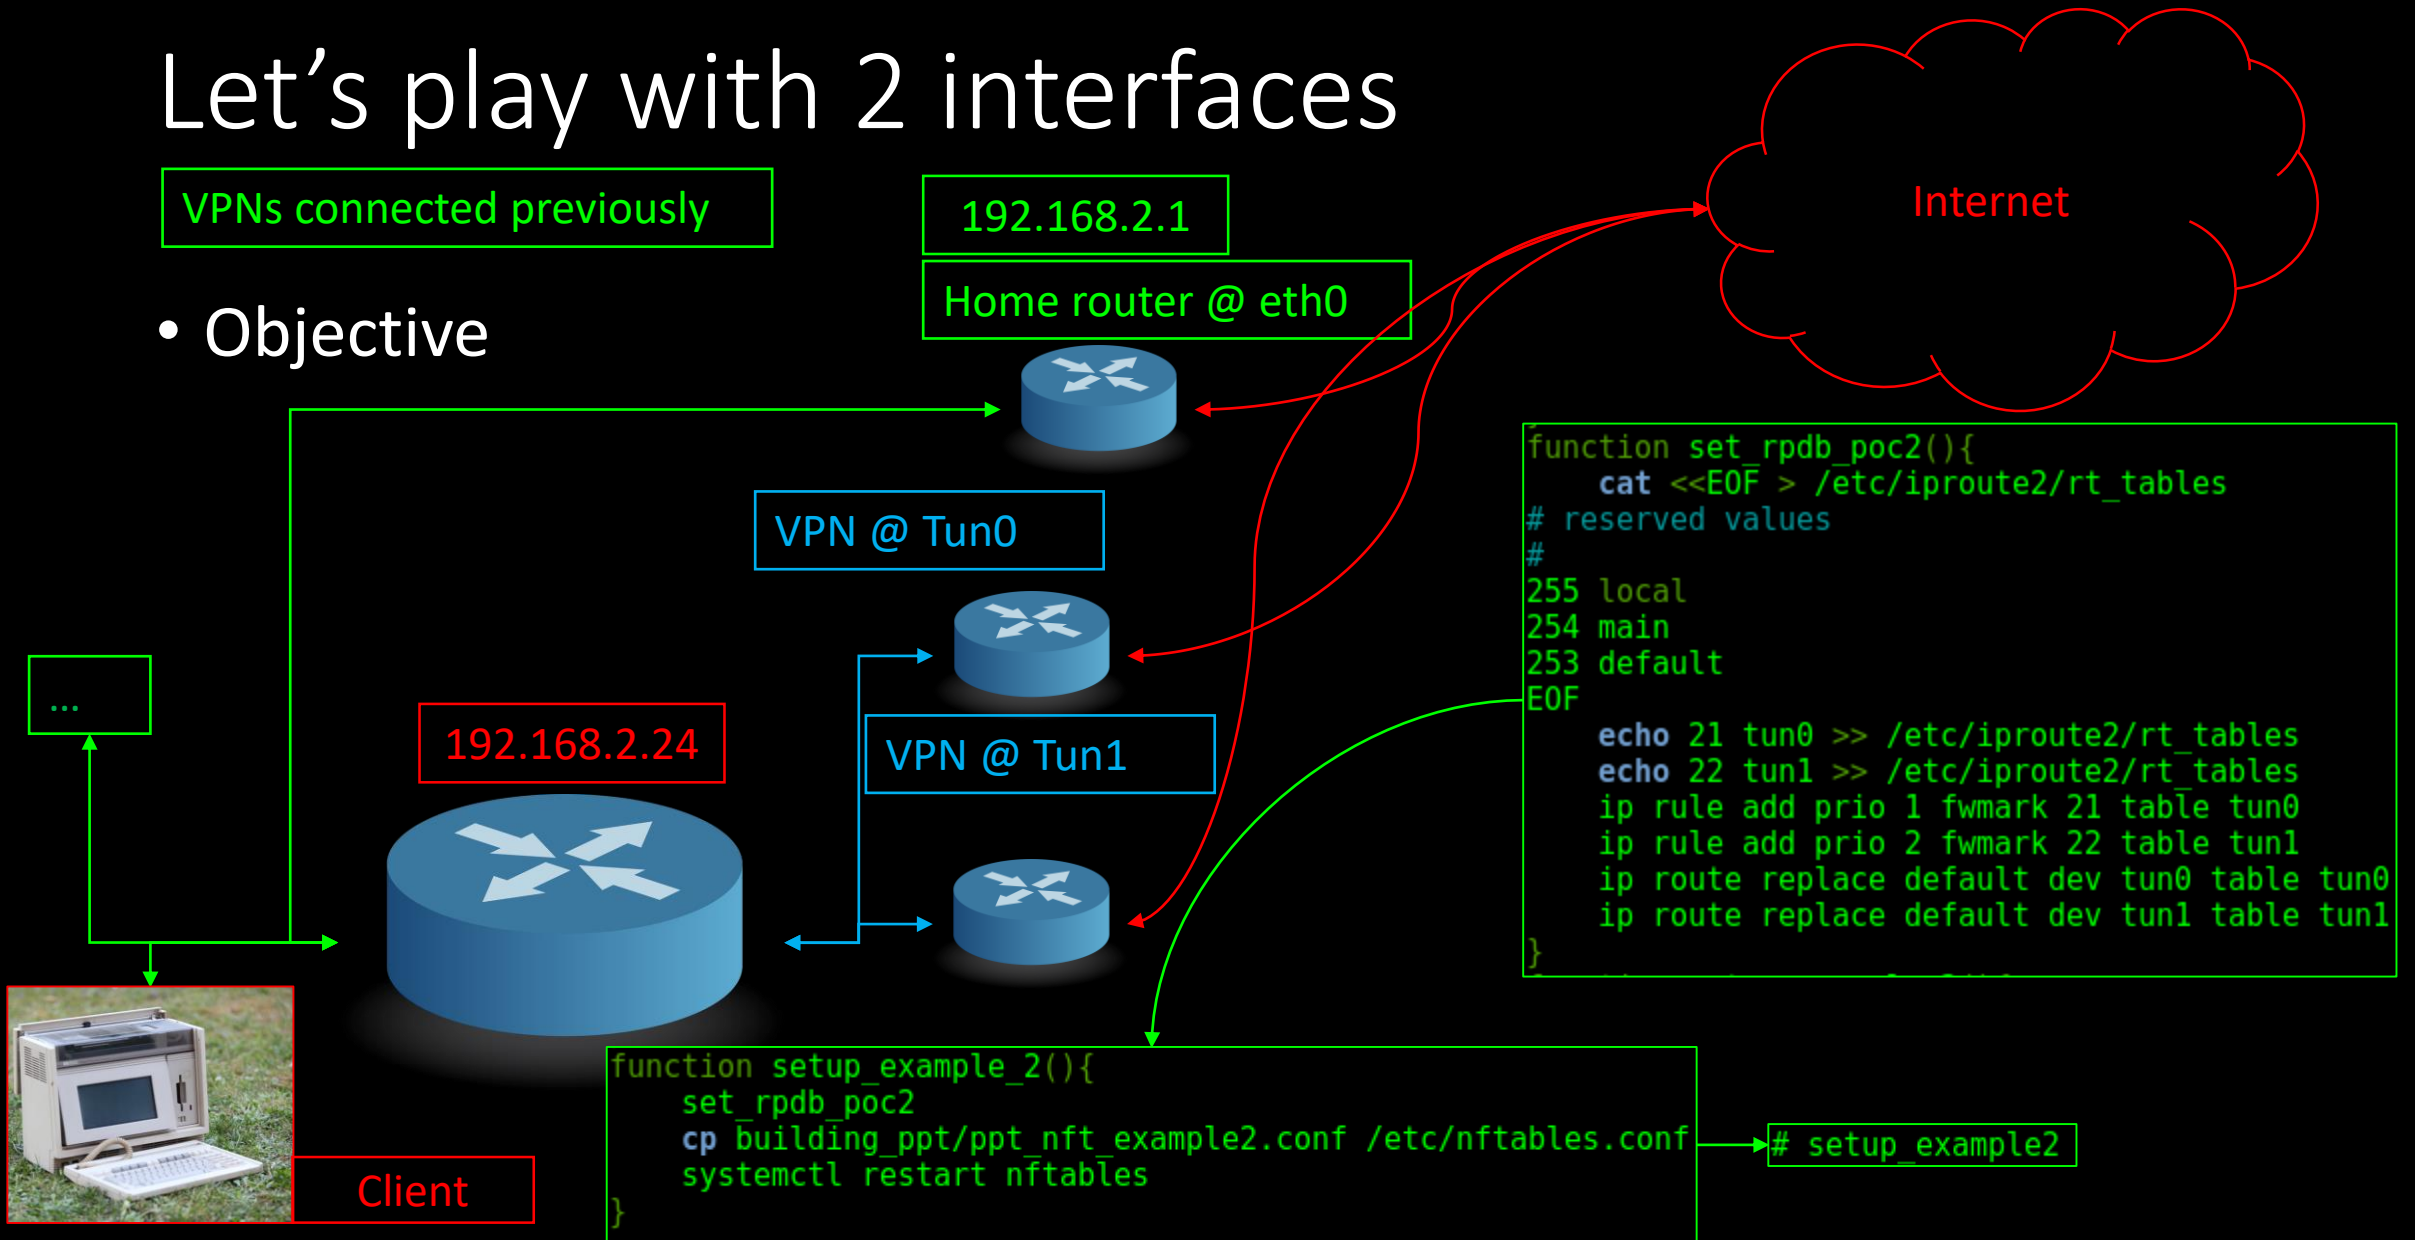 Let’s play with 2 interfaces
VPNs connected previously
192.168.2.1
Home router @ eth0
Internet
• Objective
VPN @ Tun0
...
192.168.2.24
VPN @ Tun1
Client
function set_rpdb_poc2(){
    cat <<EOF > /etc/iproute2/rt_tables
# reserved values
#
255 local
254 main
253 default
EOF
    echo 21 tun0 >> /etc/iproute2/rt_tables
    echo 22 tun1 >> /etc/iproute2/rt_tables
    ip rule add prio 1 fwmark 21 table tun0
    ip rule add prio 2 fwmark 22 table tun1
    ip route replace default dev tun0 table tun0
    ip route replace default dev tun1 table tun1
}
function setup_example_2(){
    set_rpdb_poc2
    cp building_ppt/ppt_nft_example2.conf /etc/nftables.conf
    systemctl restart nftables
}
# setup_example2